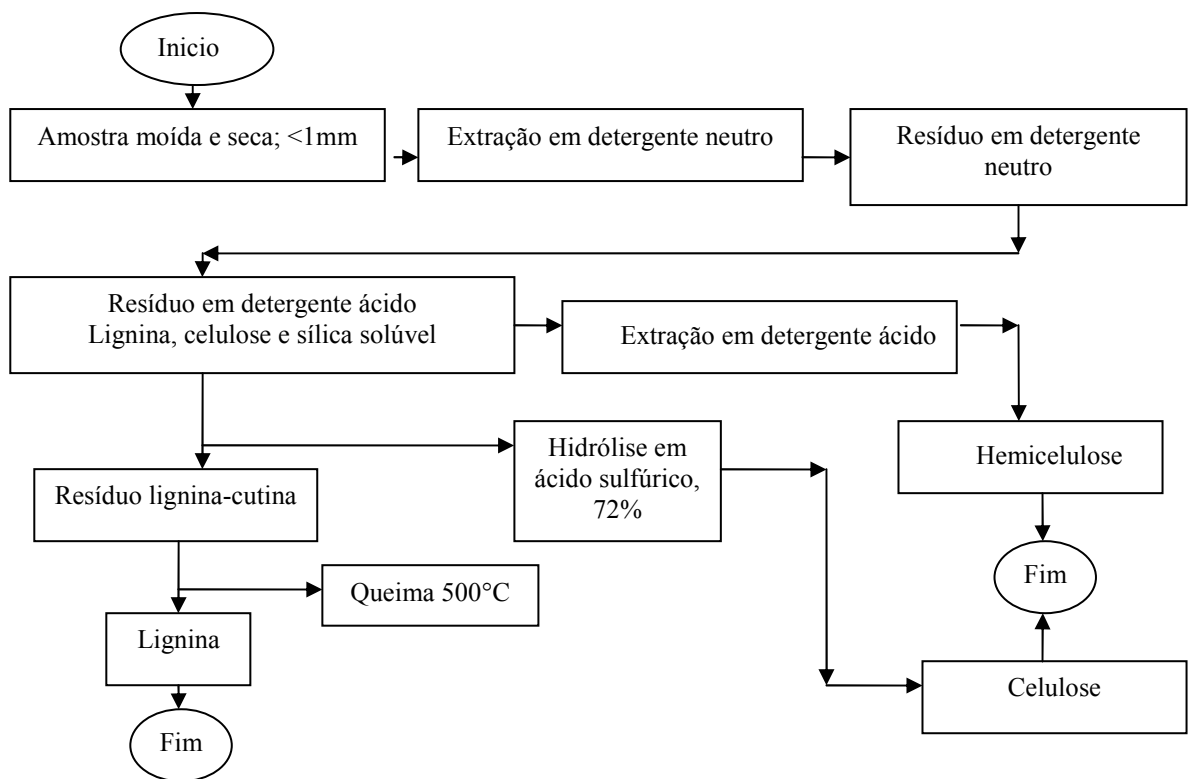 Inicio
Amostra moída e seca; <1mm
Extração em detergente neutro
Resíduo em detergente
neutro
Resíduo em detergente ácido
Lignina, celulose e sílica solúvel
Extração em detergente ácido
Hemicelulose
Hidrólise em
ácido sulfúrico,
72%
Resíduo lignina-cutina
Queima 500°C
Fim
Lignina
Celulose
Fim